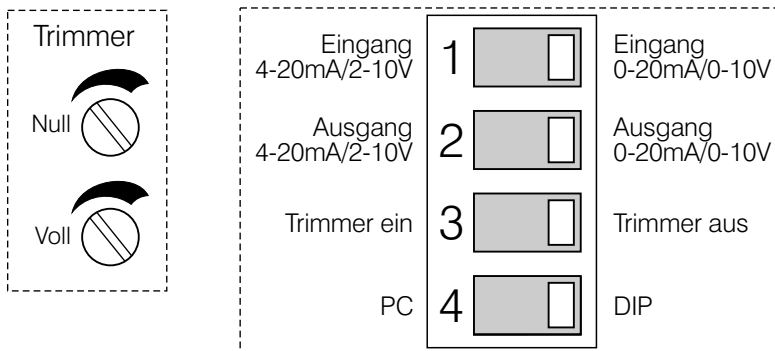 Trimmer
Null
Voll
Eingang
4-20mA/2-10V
1
Eingang
0-20mA/0-10V
Ausgang
4-20mA/2-10V
2
Ausgang
0-20mA/0-10V
Trimmer ein
3
Trimmer aus
PC
4
DIP